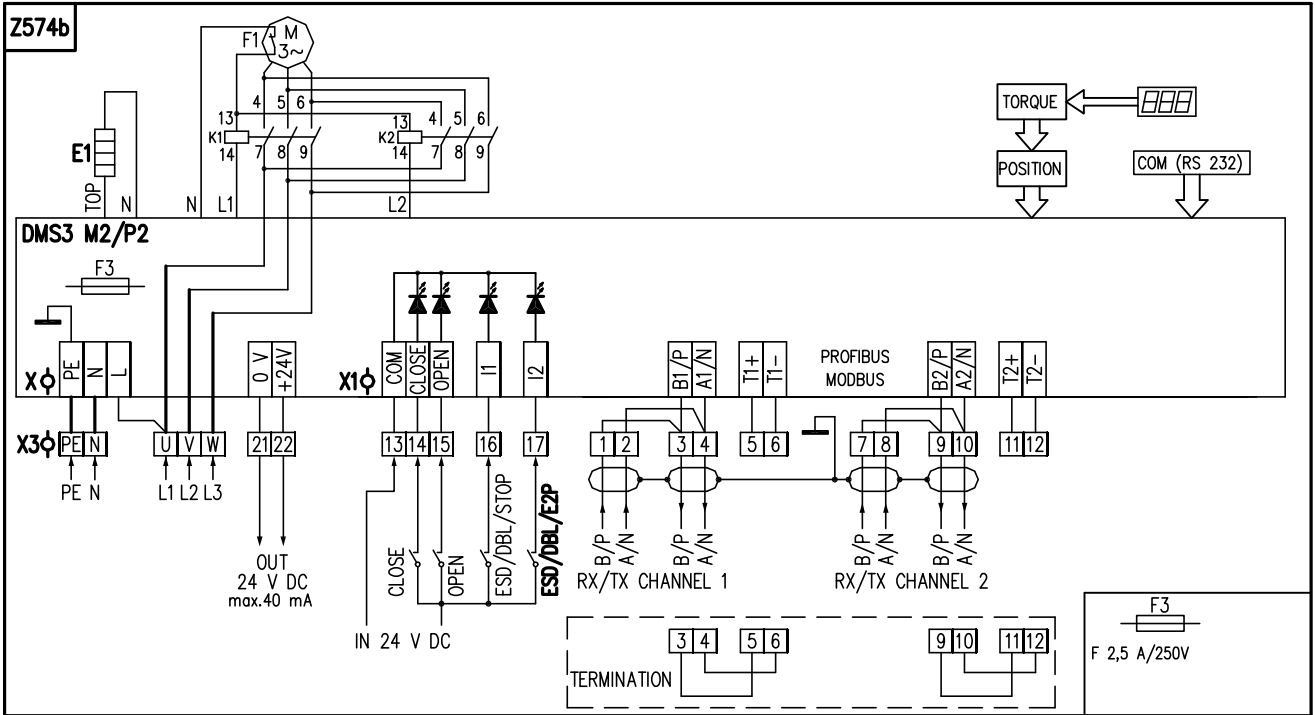 Z574b
F1 M
3~
4 5 6
13
K1
14
7 8 9
13 4 5 6
K2
14 7 8 9
E1
TOP N N L1 L2
TORQUE
POSITION
COM (RS 232)
DMS3 M2/P2
F3
X PE N L
0 V +24V
X1 COM CLOSE OPEN I1 I2
B1/P A1/N T1+ T1-
PROFIBUS
MODBUS
B2/P A2/N T2+ T2-
X3 PE N U V W 21 22 13 14 15 16 17 1 2 3 4 5 6 7 8 9 10 11 12
PE N L1 L2 L3
OUT
24 V DC
max.40 mA
CLOSE
OPEN
ESD/DBL/STOP
ESD/DBL/E2P
IN 24 V DC
B/P A/N B/P A/N
RX/TX CHANNEL 1
B/P A/N B/P A/N
RX/TX CHANNEL 2
3 4 5 6 9 10 11 12
TERMINATION
F3
F 2,5 A/250V